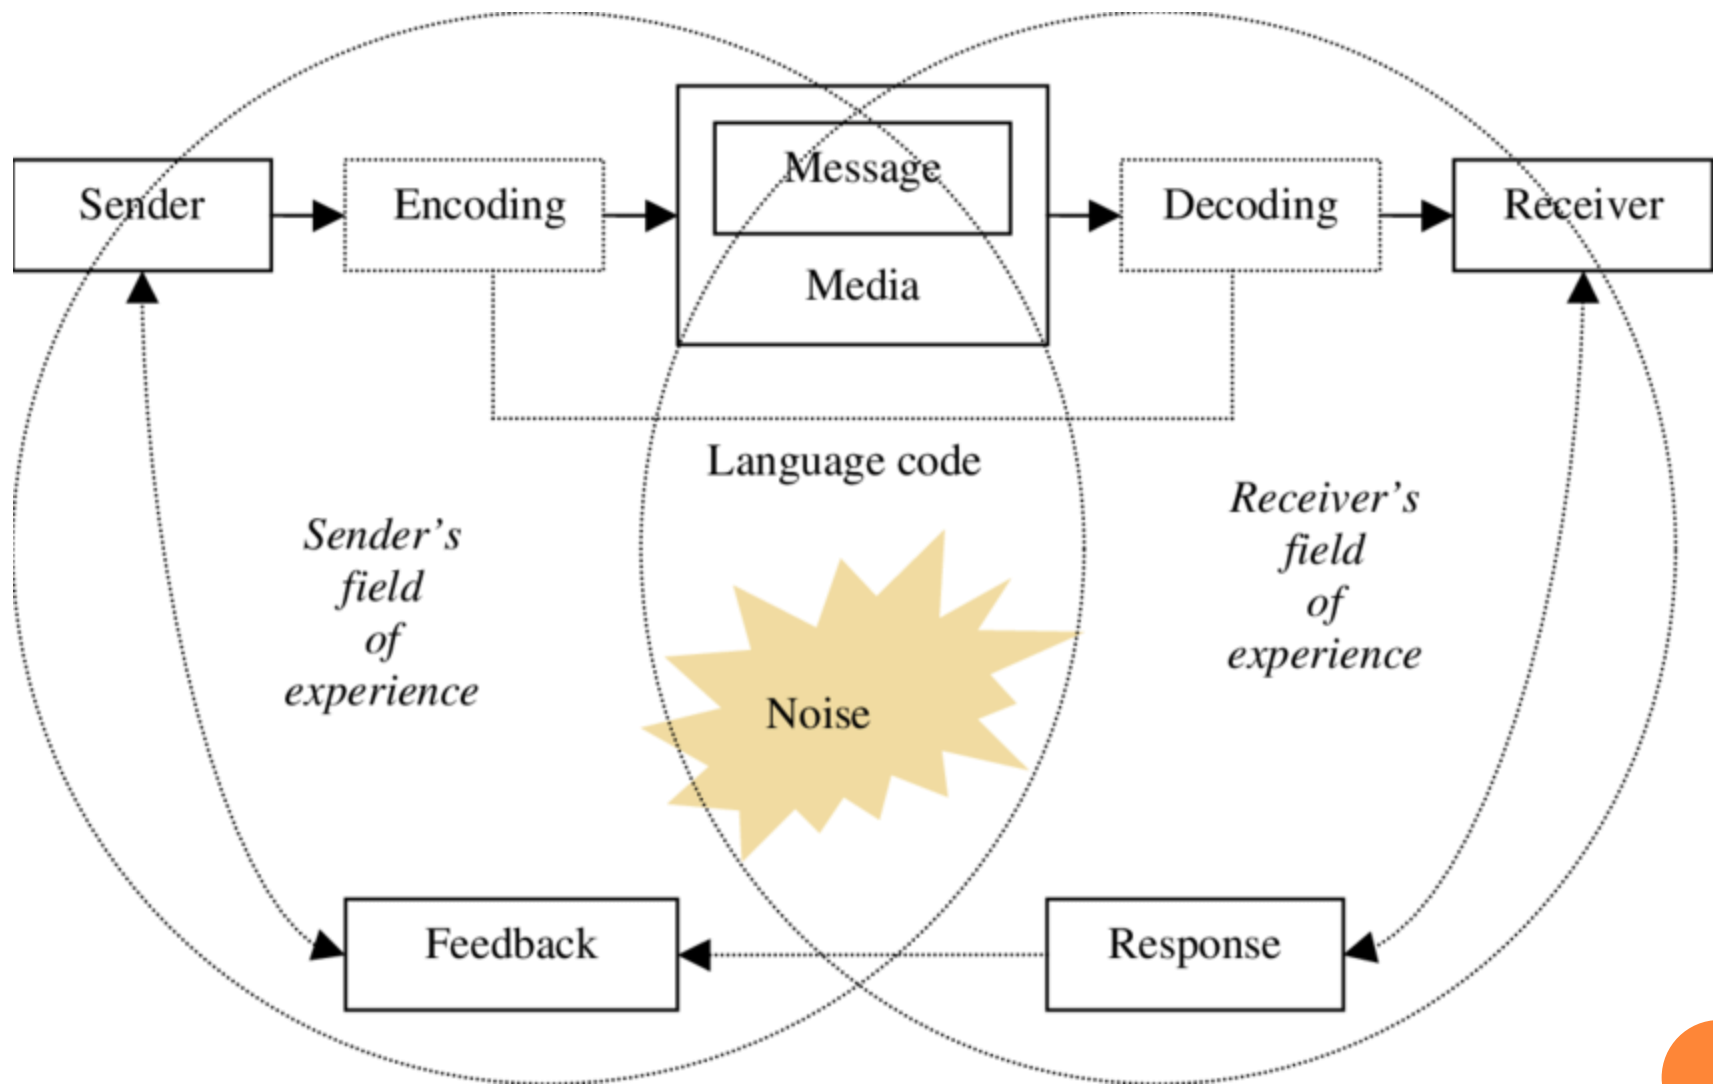 Sender
Encoding
Message
Media
Decoding
Receiver
Language code
Sender’s
field
of
experience
Receiver’s
field
of
experience
Noise
Feedback
Response